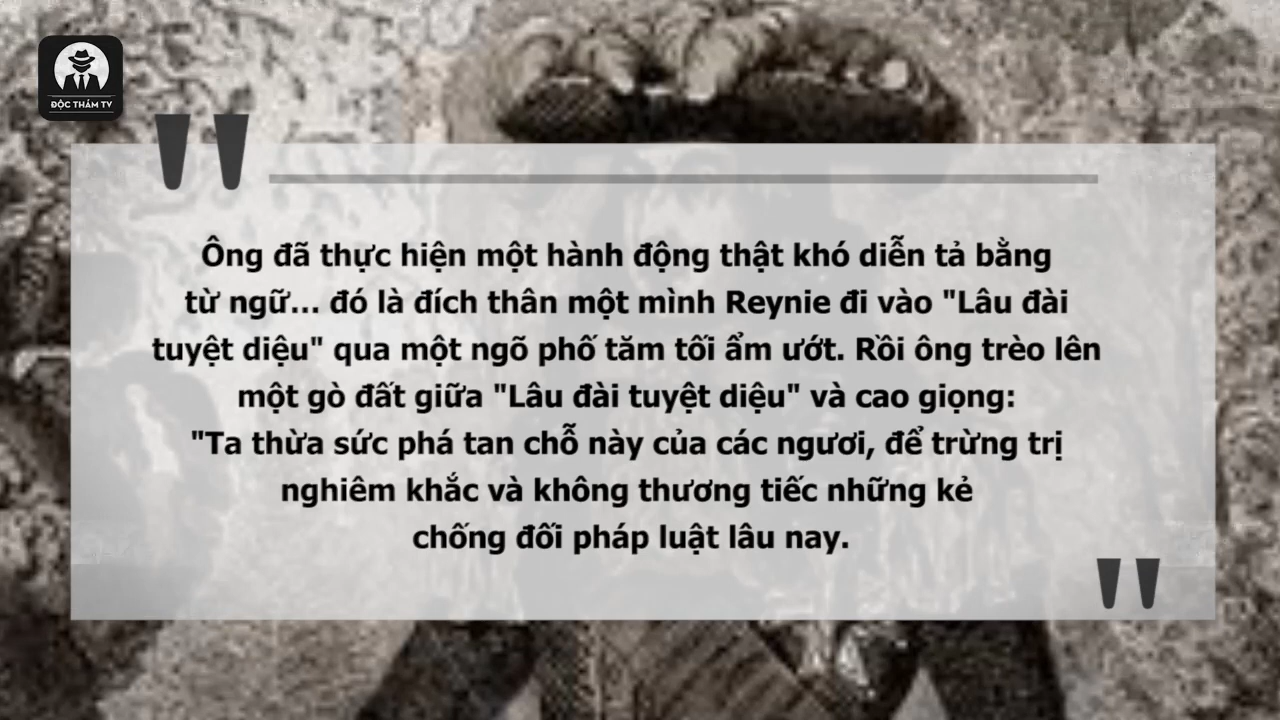 ĐỘC THÁM TV
Ông đã thực hiện một hành động thật khó diễn tả bằng
từ ngữ... đó là đích thân một mình Reynie đi vào "Lâu đài
tuyệt diệu" qua một ngõ phố tăm tối ẩm ướt. Rồi ông trèo lên
một gò đất giữa "Lâu đài tuyệt diệu" và cao giọng:
"Ta thừa sức phá tan chỗ này của các ngươi, để trừng trị
nghiêm khắc và không thương tiếc những kẻ
chống đối pháp luật lâu nay.